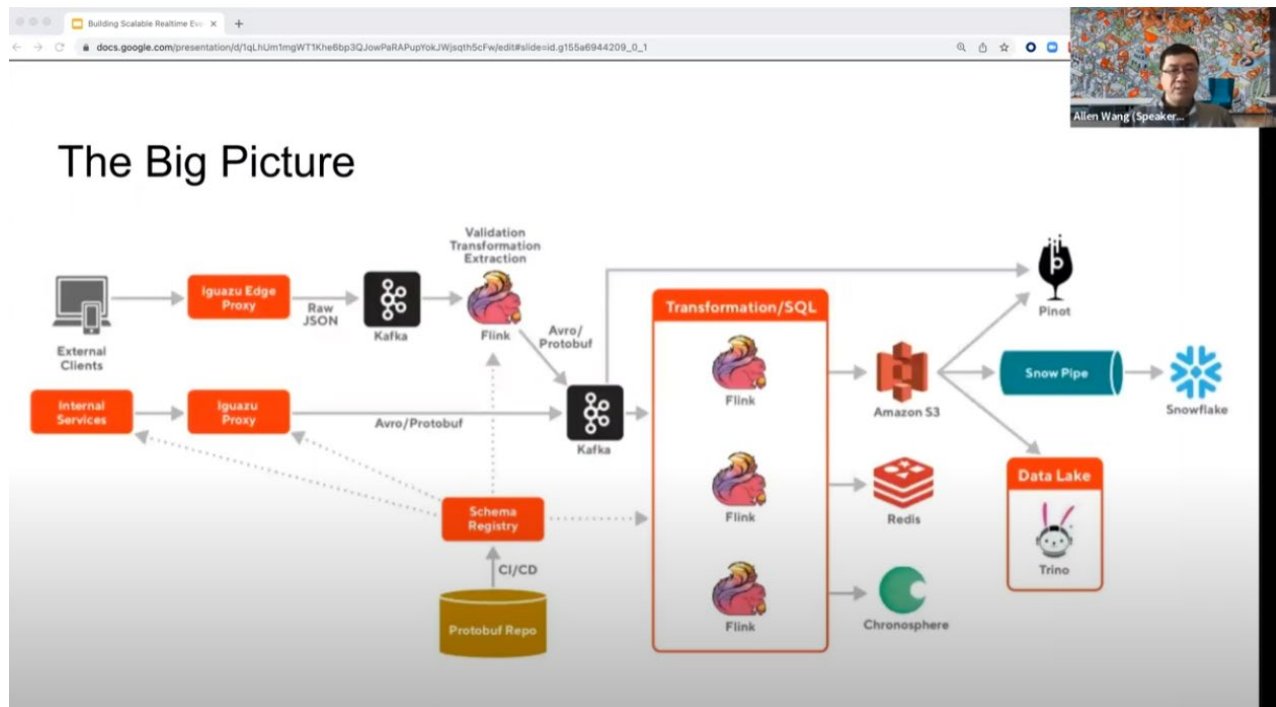 Building Scalable Realtime Eve
docs.google.com/presentation/d/1qLhUm1mgWT1Khe6bp3QJowPaRAPupYokJWjsqth5cFw/edit#slide=id.g155a6944209_0_1
Allen Wang (Speaker...
The Big Picture
Validation
Transformation
Extraction
Iguazu Edge
Proxy
Raw
JSON
Kafka
Flink
Avro/
Protobuf
External
Clients
Internal
Services
Iguazu
Proxy
Avro/Protobuf
Kafka
Schema
Registry
CI/CD
Protobuf Repo
Transformation/SQL
Flink
Flink
Flink
Amazon S3
Redis
Chronosphere
Pinot
Snow Pipe
Snowflake
Data Lake
Trino